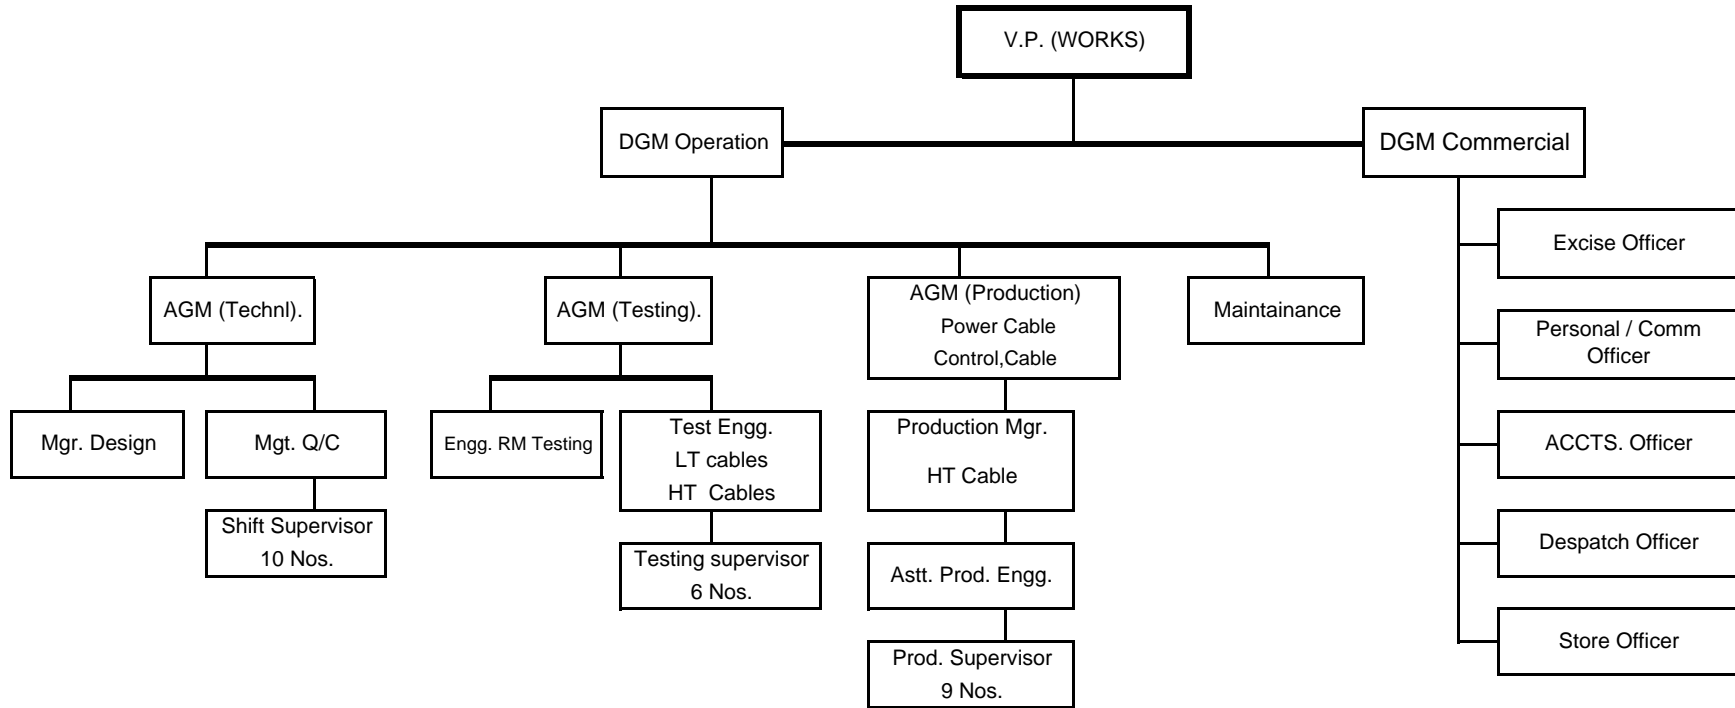 V.P. (WORKS)
DGM Operation
DGM Commercial
Excise Officer
Personal / Comm
Officer
ACCTS. Officer
Despatch Officer
Store Officer
AGM (Technl).
AGM (Testing).
AGM (Production)
Power Cable
Control,Cable
Maintainance
Mgr. Design
Mgt. Q/C
Engg. RM Testing
Test Engg.
LT cables
HT  Cables
Production Mgr.
HT Cable
Shift Supervisor
10 Nos.
Testing supervisor
6 Nos.
Astt. Prod. Engg.
Prod. Supervisor
9 Nos.